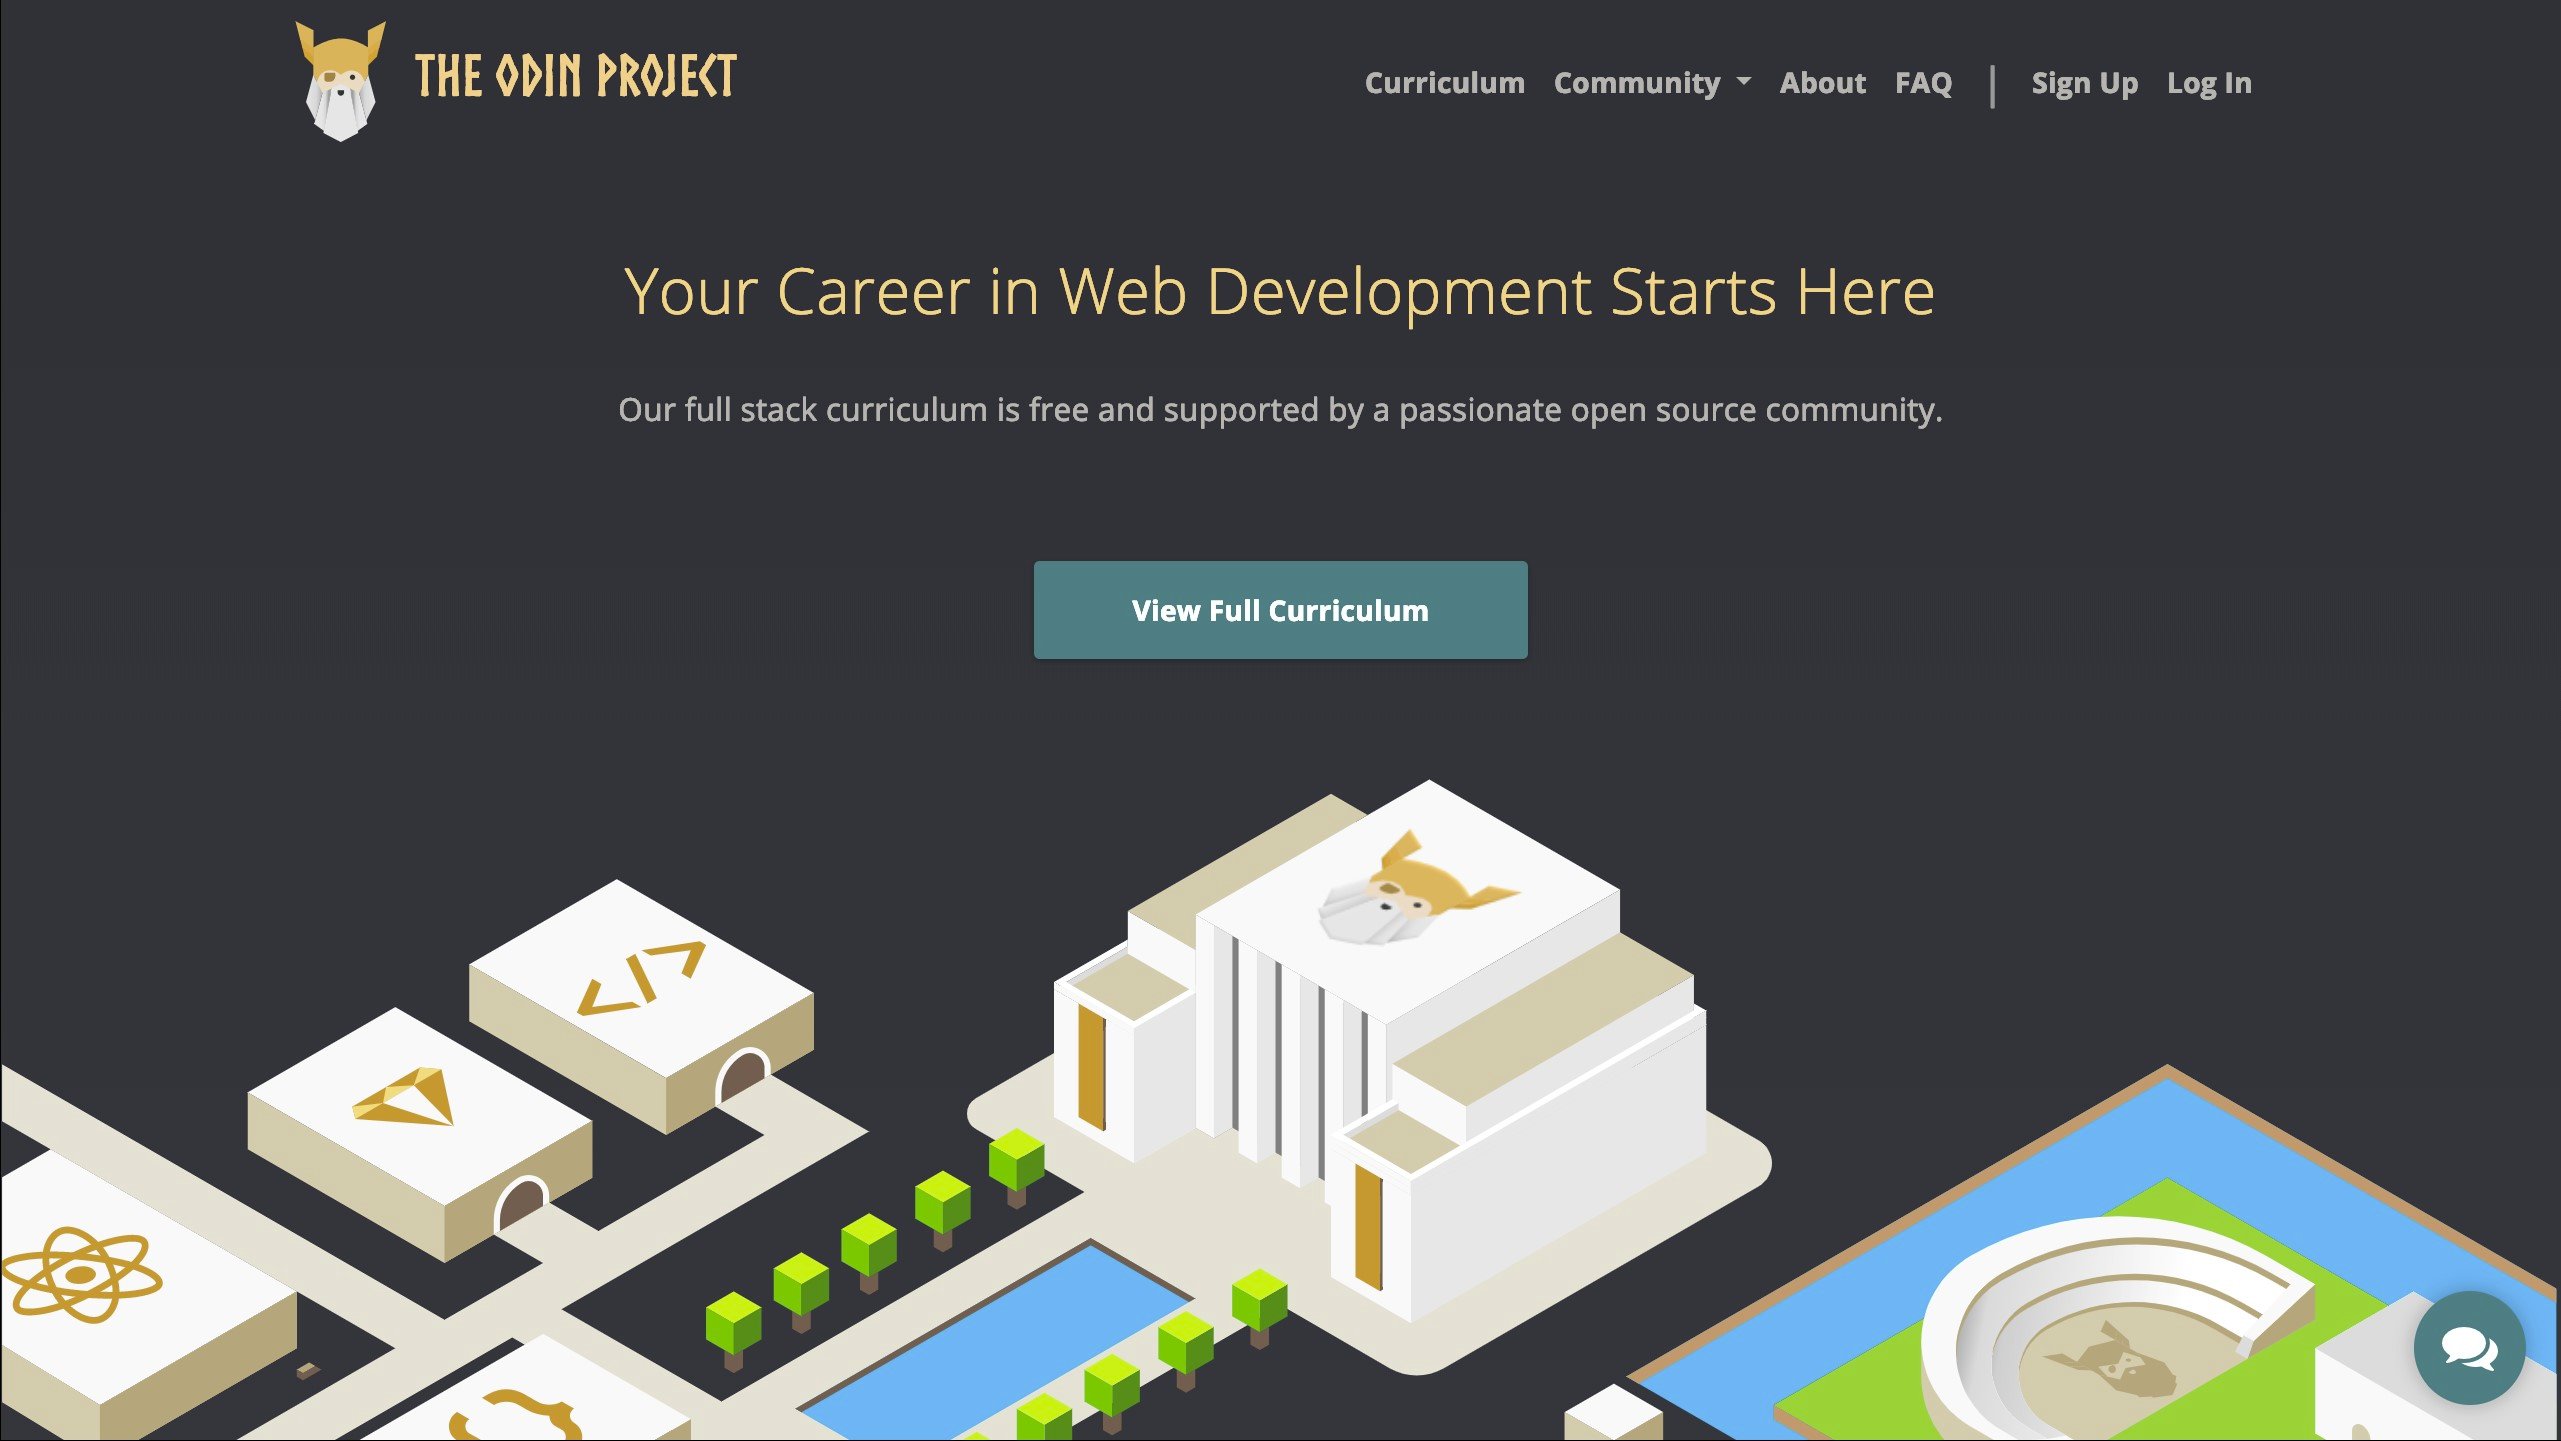 THE ODIN PROJECT
Curriculum Community About FAQ | Sign Up Log In
Your Career in Web Development Starts Here
Our full stack curriculum is free and supported by a passionate open source community.
View Full Curriculum